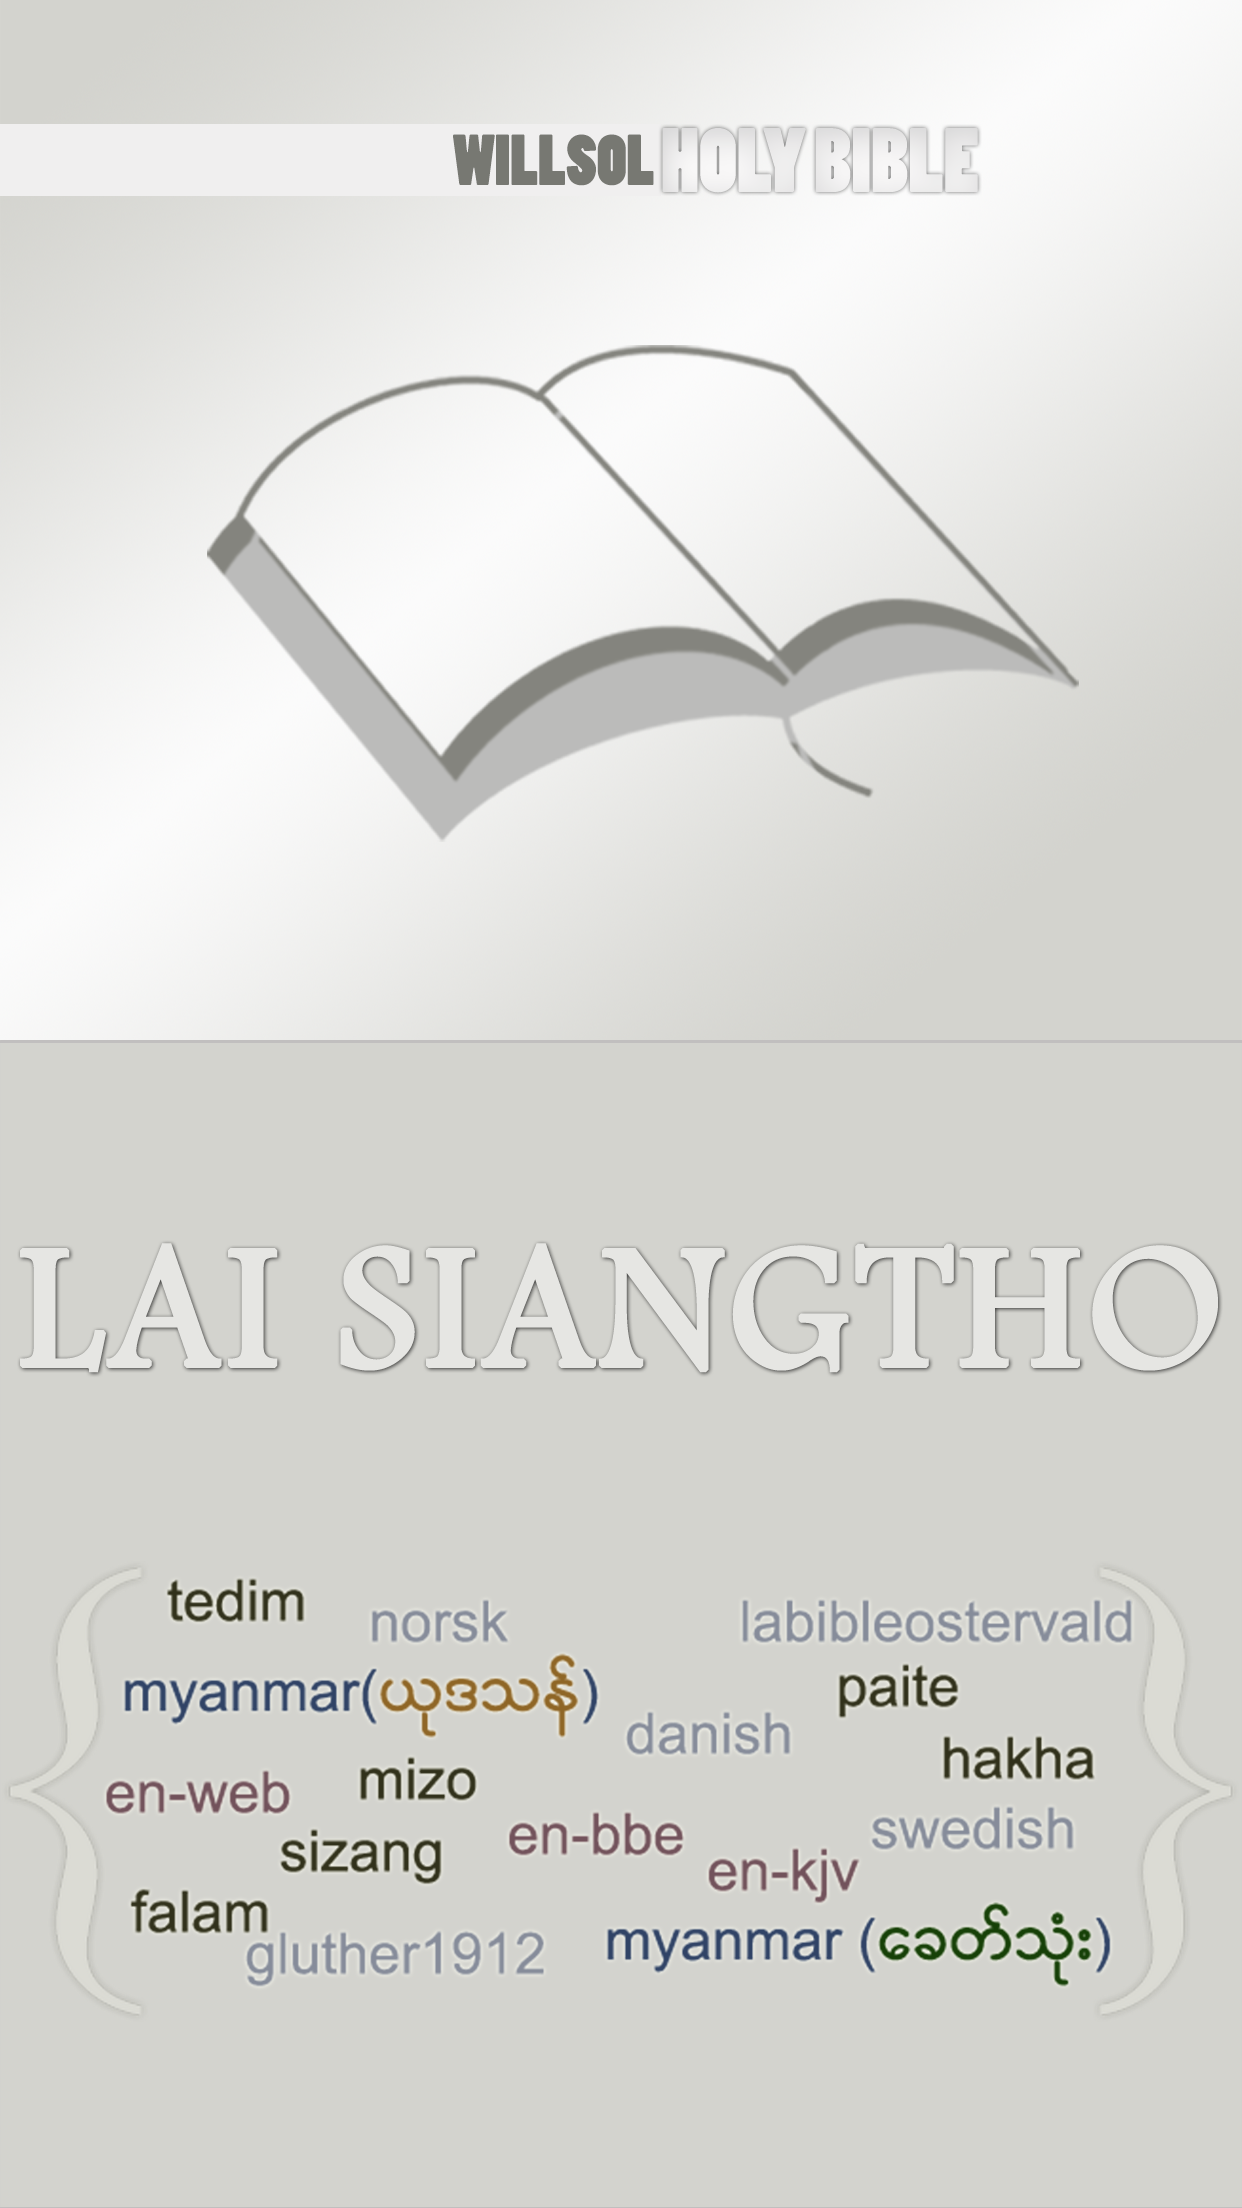 WILLSOL HOLY BIBLE
LAI SIANGTHO
tedim
norsk
labibleostervald
myanmar(ယုဒသန်)
paite
danish
hakha
en-web
mizo
en-bbe
swedish
sizang
en-kjv
falam
gluther1912
myanmar (ခေတ်သုံး)